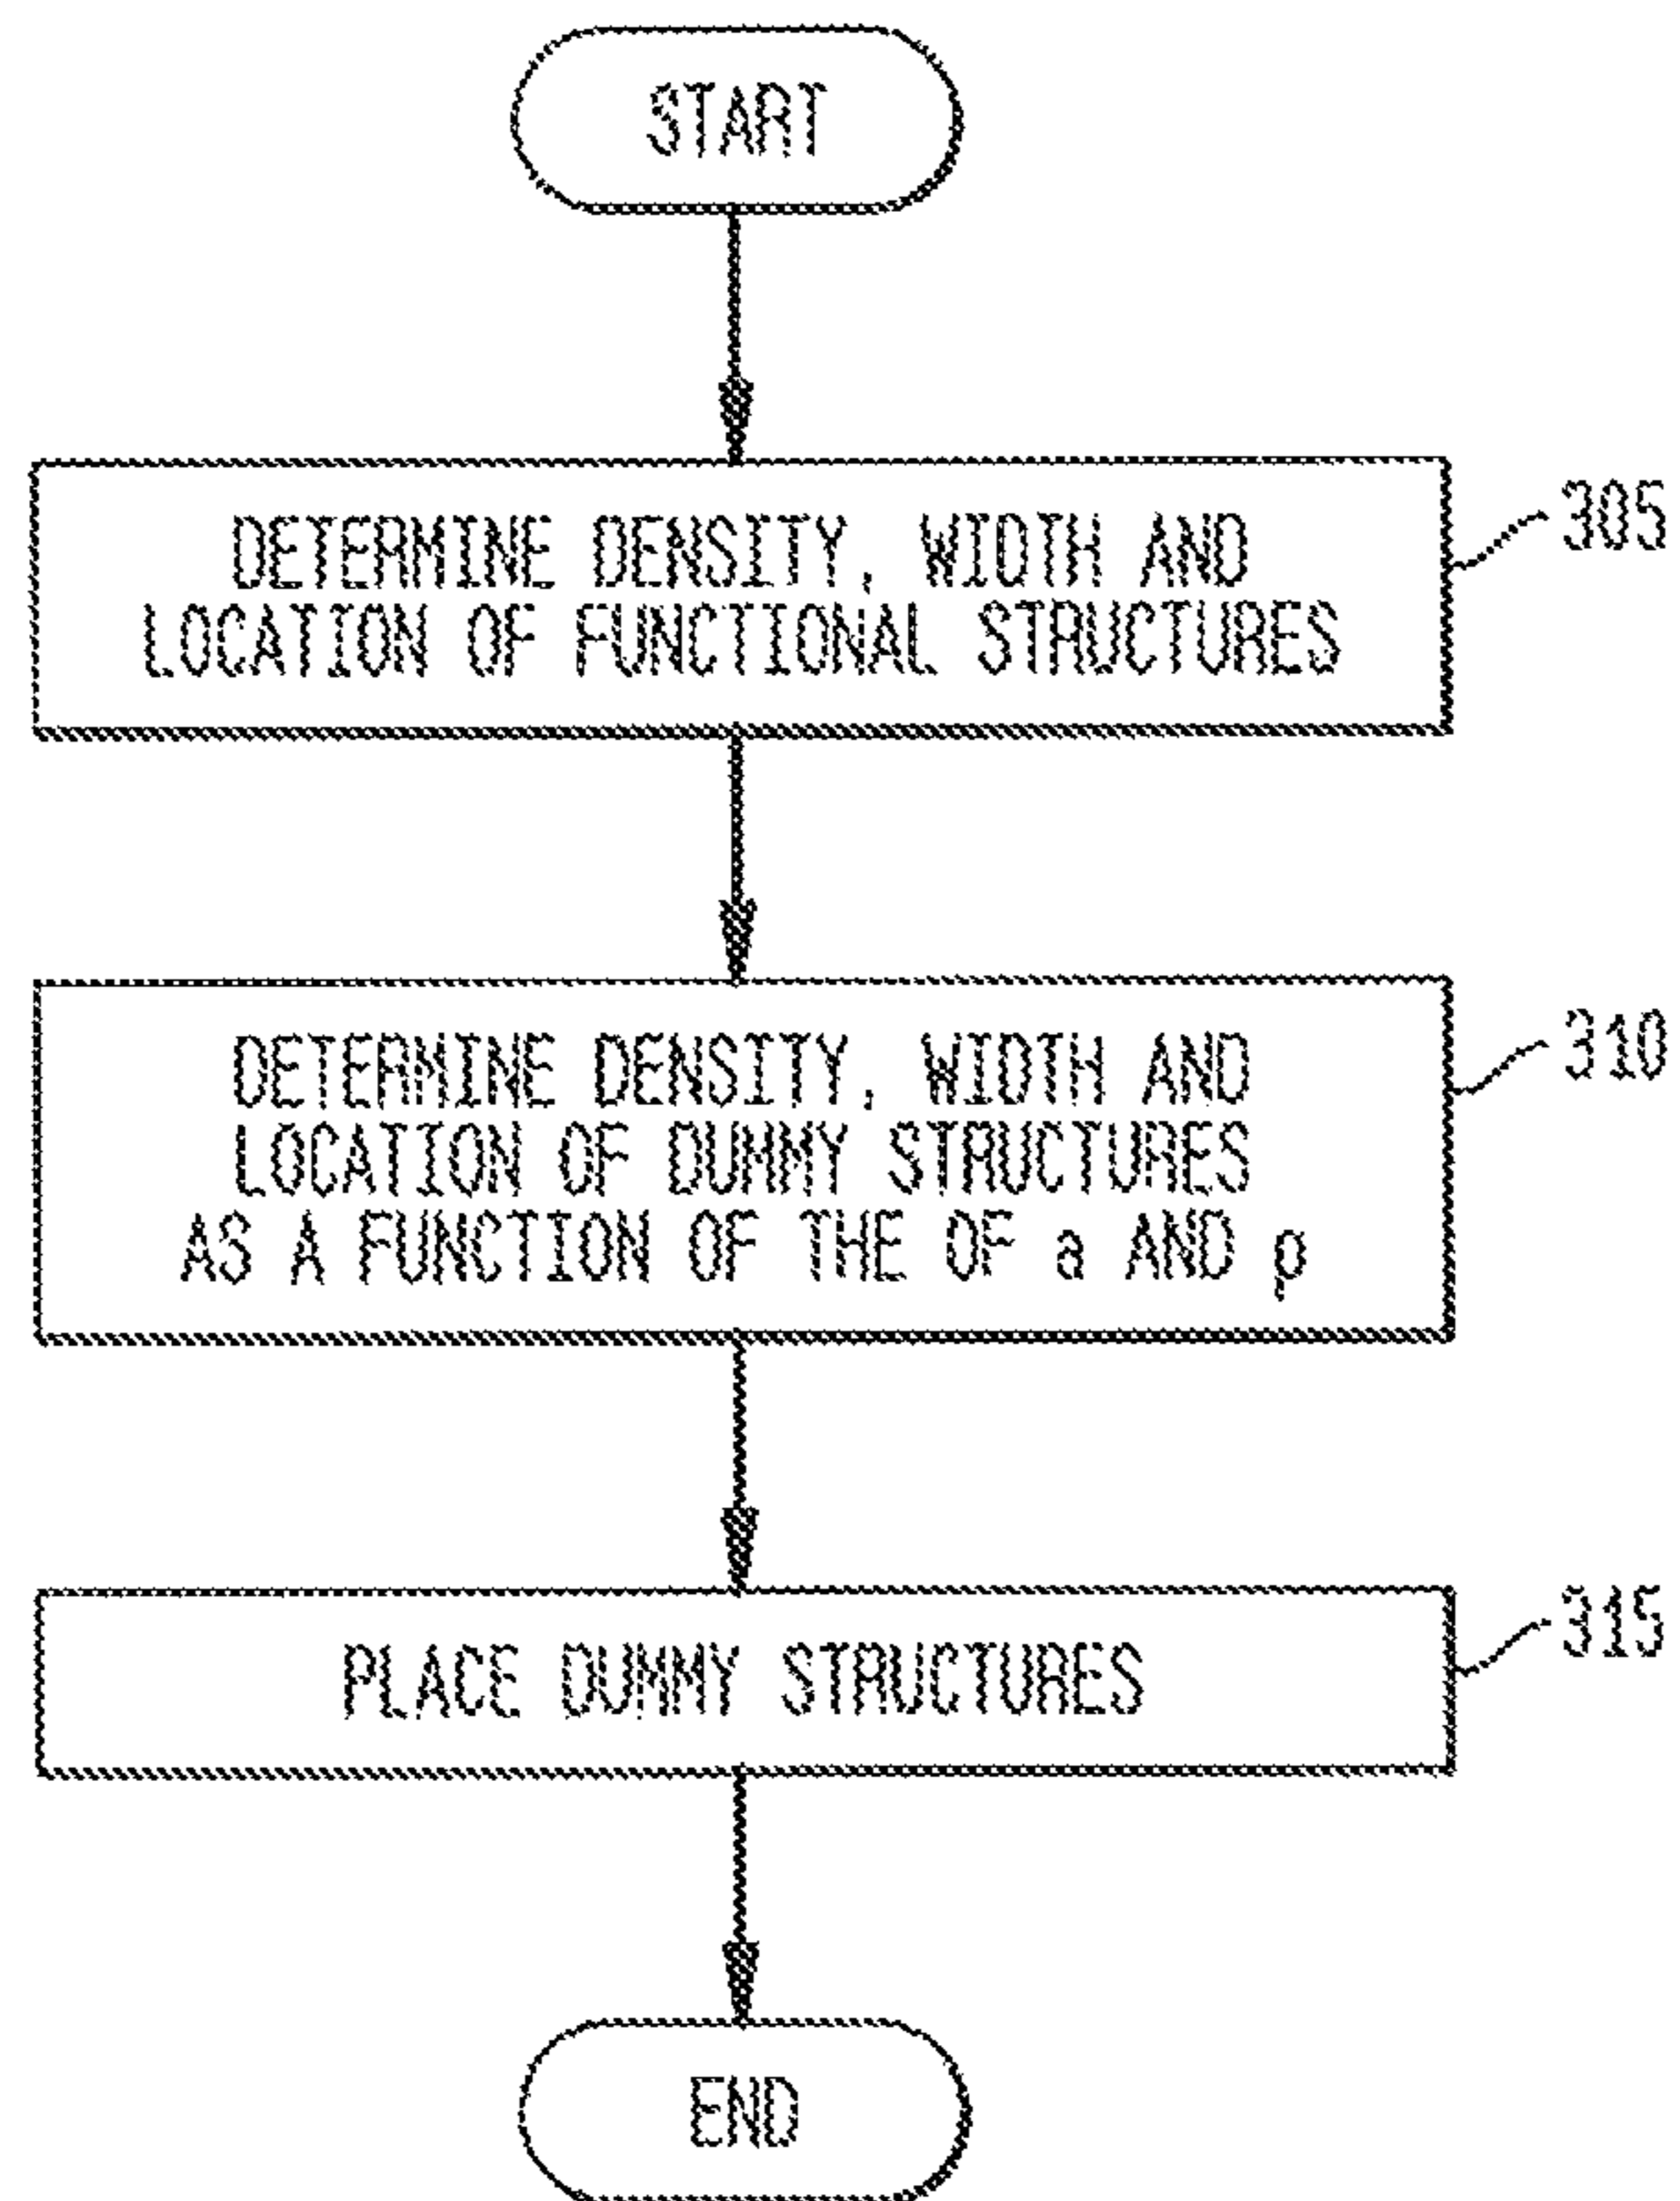 START
DETERMINE DENSITY, WIDTH AND
LOCATION OF FUNCTIONAL STRUCTURES
305
DETERMINE DENSITY, WIDTH AND
LOCATION OF DUMMY STRUCTURES
AS A FUNCTION OF THE OF a AND ρ
310
PLACE DUMMY STRUCTURES
315
END